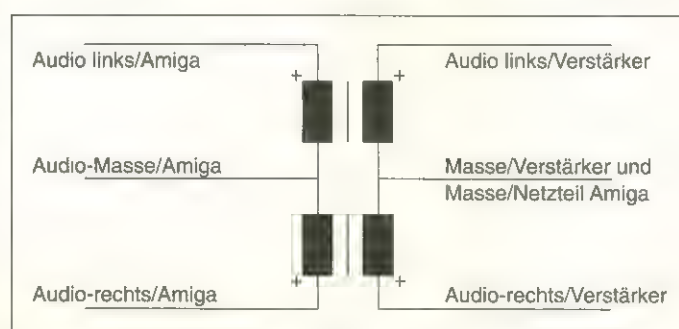 Audio links/Amiga
Audio links/Verstärker
+
+
Audio-Masse/Amiga
Masse/Verstärker und
Masse/Netzteil Amiga
+
+
Audio-rechts/Amiga
Audio-rechts/Verstärker